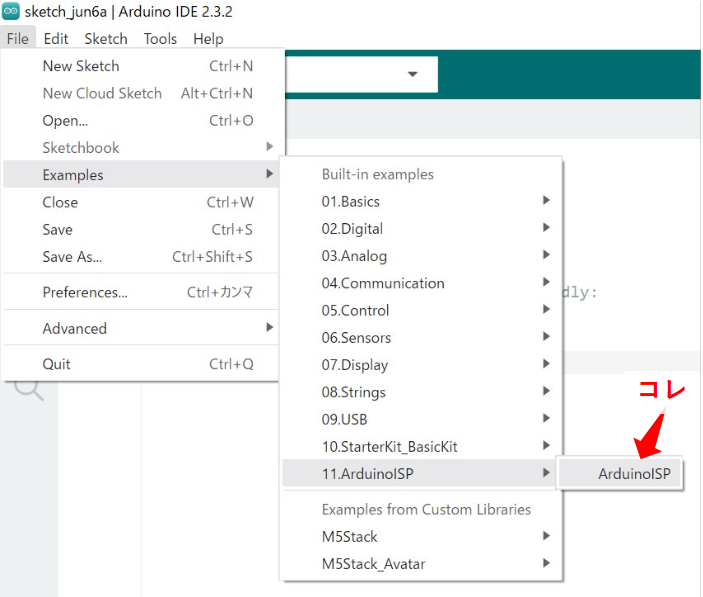 sketch_jun6a | Arduino IDE 2.3.2
File Edit Sketch Tools Help
New Sketch Ctrl+N
New Cloud Sketch Alt+Ctrl+N
Open... Ctrl+O
Sketchbook
Examples
Close Ctrl+W
Save Ctrl+S
Save As... Ctrl+Shift+S
Preferences... Ctrl+カンマ
Advanced
Quit Ctrl+Q
Built-in examples
01.Basics
02.Digital
03.Analog
04.Communication
05.Control
06.Sensors
07.Display
08.Strings
09.USB
10.StarterKit_BasicKit
11.ArduinoISP
Examples from Custom Libraries
M5Stack
M5Stack_Avatar
dly:
コレ
ArduinoISP